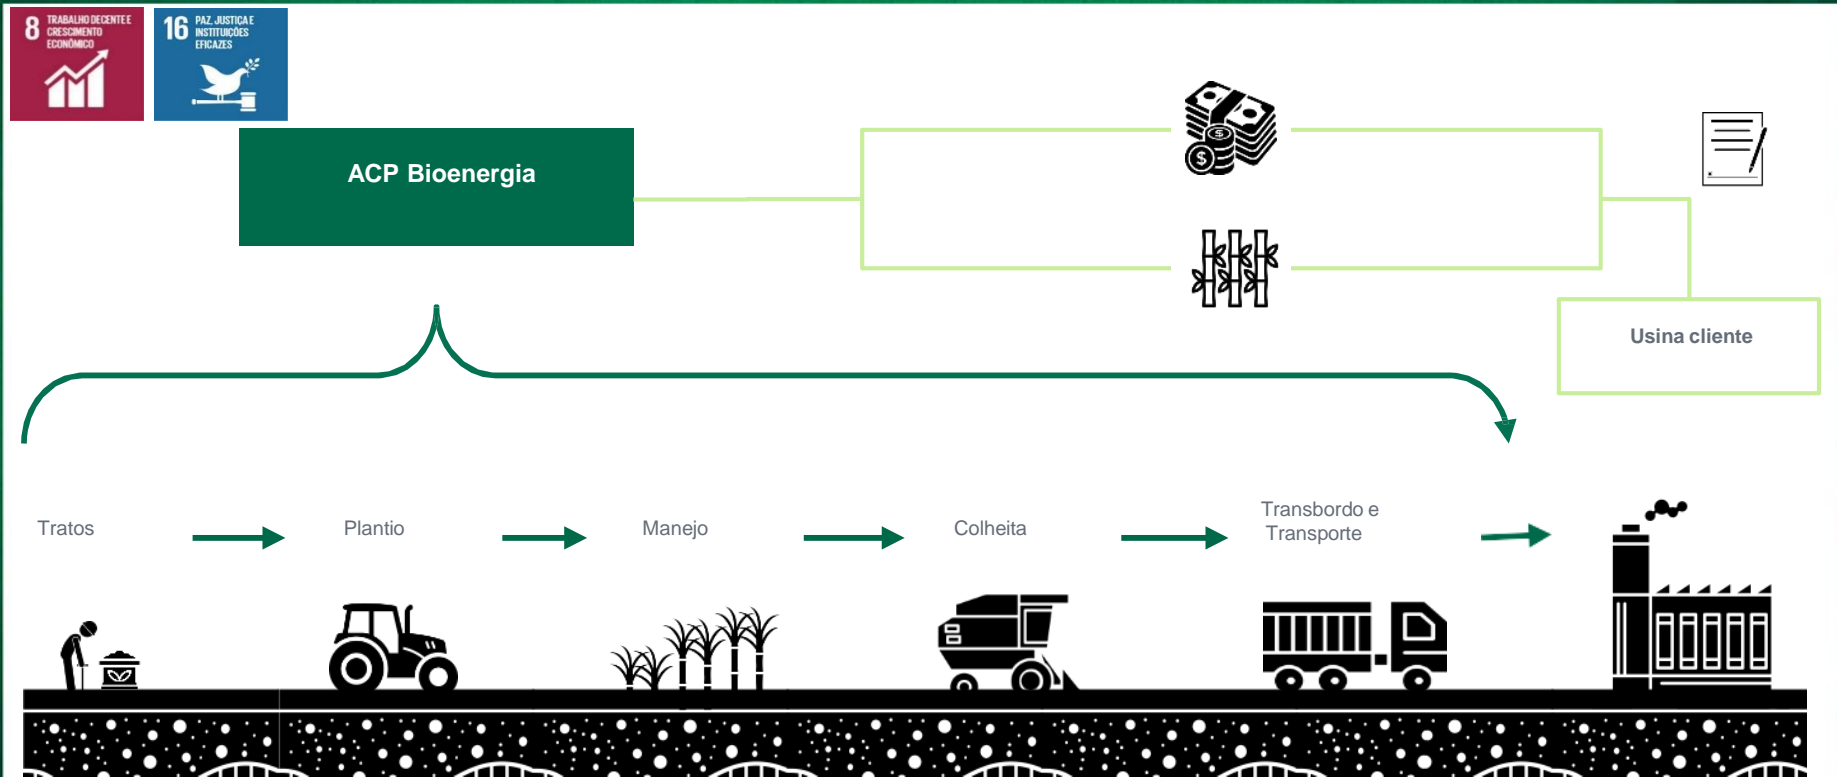 8
TRABALHO DECENTE E
CRESCIMENTO
ECONÔMICO
16
PAZ, JUSTIÇA E
INSTITUIÇÕES
EFICAZES
ACP Bioenergia
Usina cliente
Tratos
Plantio
Manejo
Colheita
Transbordo e
Transporte